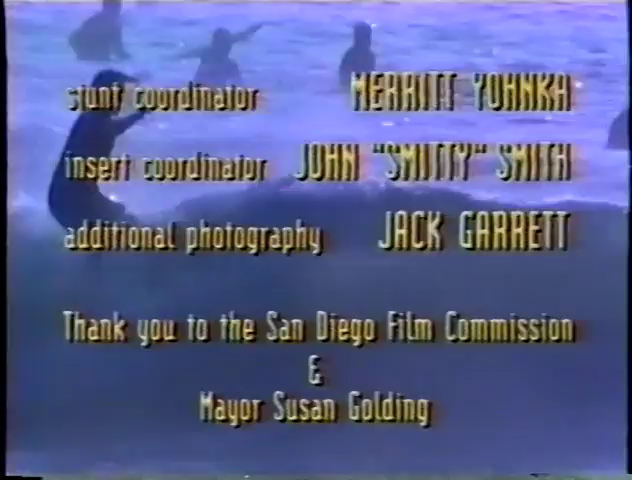 stunt coordinator MERRITT YOHNKA
insert coordinator JOHN "SMITTY" SMITH
additional photography JACK GARRETT
Thank you to the San Diego Film Commission
&
Mayor Susan Golding